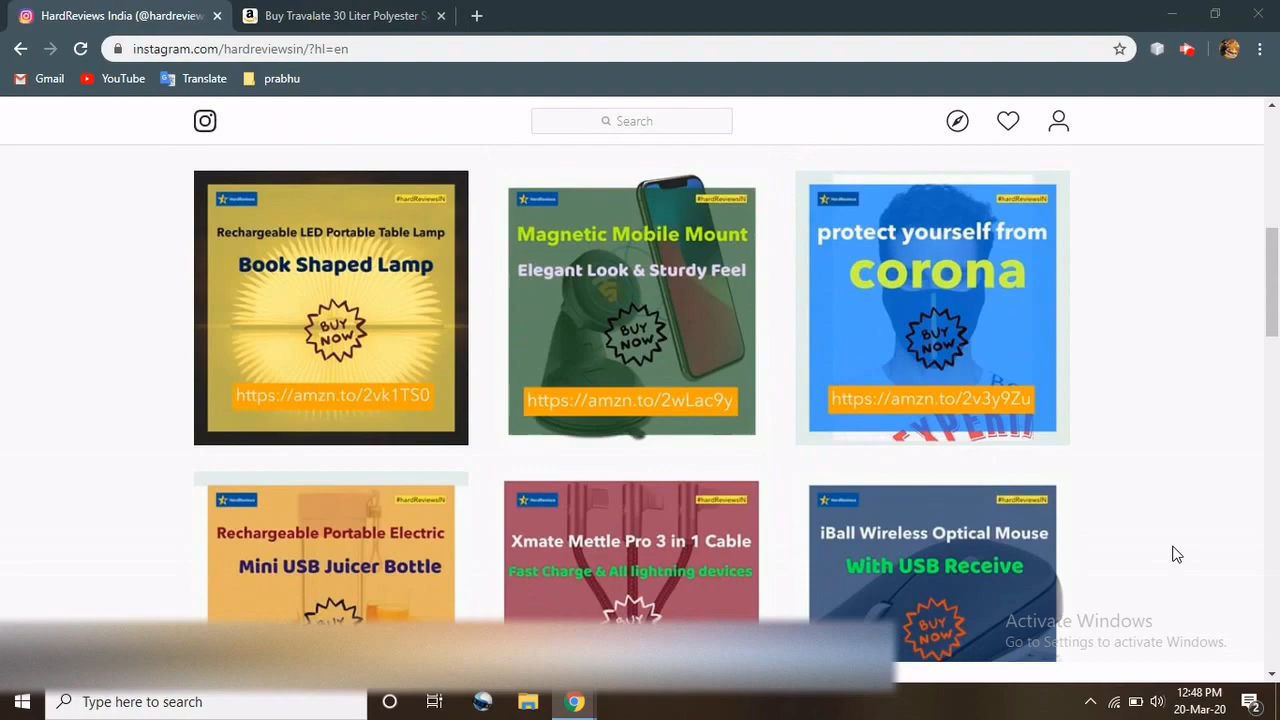 HardReviews India (@hardreview
Buy Travalate 30 Liter Polyester S
instagram.com/hardreviewsin/?hl=en
Gmail
YouTube
Translate
prabhu
Search
HardReviews
#hardReviewsIN
Rechargeable LED Portable Table Lamp
Book Shaped Lamp
BUY
NOW
https://amzn.to/2vk1TS0
HardReviews
#hardReviewsIN
Magnetic Mobile Mount
Elegant Look & Sturdy Feel
BUY
NOW
https://amzn.to/2wLac9y
HardReviews
#hardReviewsIN
protect yourself from
corona
BUY
NOW
https://amzn.to/2v3y9Zu
EXPERT!
HardReviews
#hardReviewsIN
Rechargeable Portable Electric
Mini USB Juicer Bottle
BUY
HardReviews
#hardReviewsIN
Xmate Mettle Pro 3 in 1 Cable
Fast Charge & All lightning devices
BUY
HardReviews
#hardReviewsIN
iBall Wireless Optical Mouse
With USB Receive
BUY
NOW
Activate Windows
Go to Settings to activate Windows.
Type here to search
12:48 PM
20-Mar-20
2